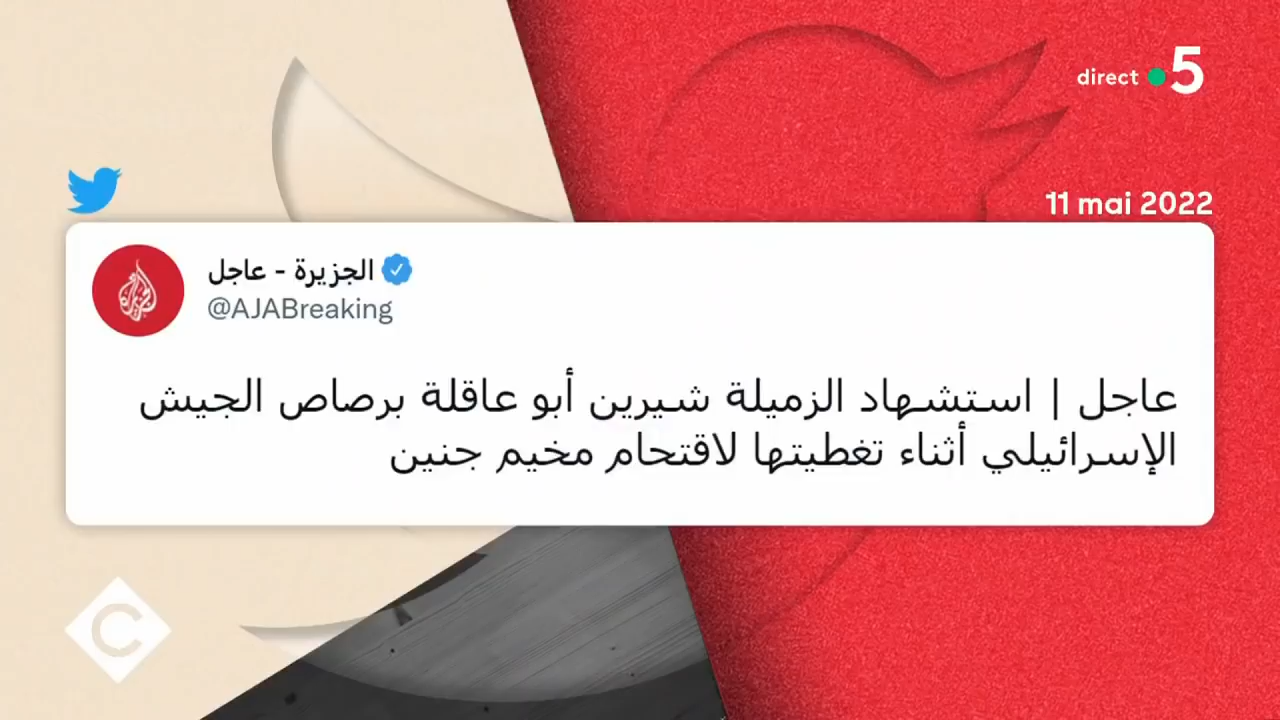 direct 5
11 mai 2022
الجزيرة - عاجل
@AJABreaking
عاجل | استشهاد الزميلة شيرين أبو عاقلة برصاص الجيش
الإسرائيلي أثناء تغطيتها لاقتحام مخيم جنين
C